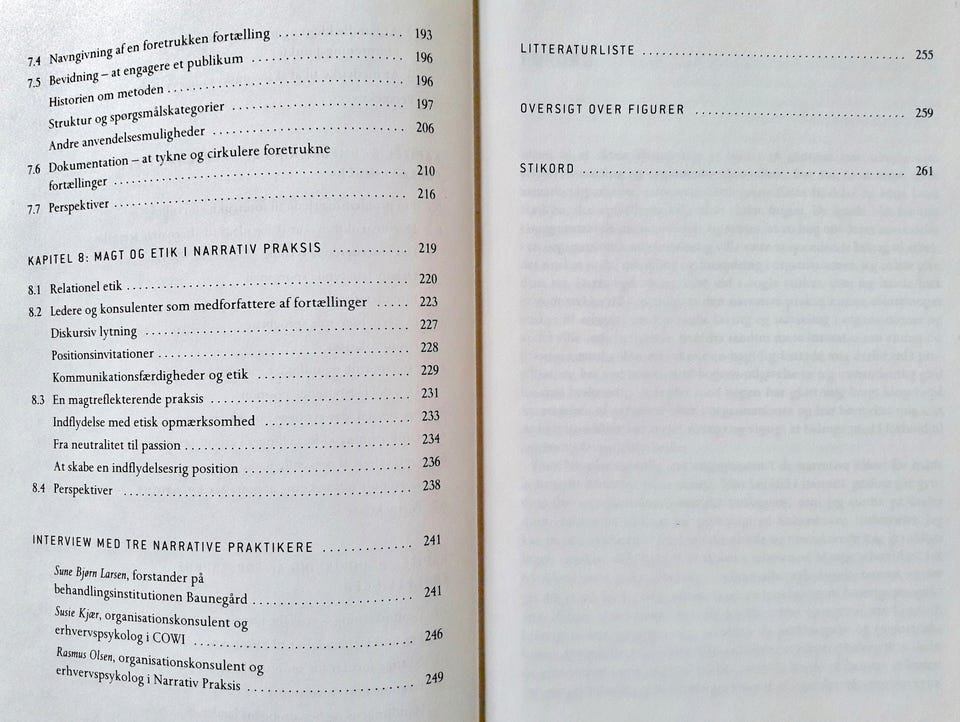 7.4 Navngivning af en foretrukken fortælling ................ 193
7.5 Bevidning – at engagere et publikum ................ 196
Historien om metoden ................ 196
Struktur og spørgsmålskategorier ................ 197
Andre anvendelsesmuligheder ................ 206
7.6 Dokumentation – at tykne og cirkulere foretrukne
fortællinger ................ 210
7.7 Perspektiver ................ 216
KAPITEL 8: MAGT OG ETIK I NARRATIV PRAKSIS .......... 219
8.1 Relationel etik ................ 220
8.2 Ledere og konsulenter som medforfattere af fortællinger ..... 223
Diskursiv lytning ................ 227
Positionsinvitationer ................ 228
Kommunikationsfærdigheder og etik ................ 229
8.3 En magtreflekterende praksis ................ 231
Indflydelse med etisk opmærksomhed ................ 233
Fra neutralitet til passion ................ 234
At skabe en indflydelsesrig position ................ 236
8.4 Perspektiver ................ 238
INTERVIEW MED TRE NARRATIVE PRAKTIKERE ............ 241
Sune Bjørn Larsen, forstander på
behandlingsinstitutionen Baunegård ................ 241
Susie Kjær, organisationskonsulent og
erhvervspsykolog i COWI ................ 246
Rasmus Olsen, organisationskonsulent og
erhvervspsykolog i Narrativ Praksis ................ 249
LITTERATURLISTE ................ 255
OVERSIGT OVER FIGURER ................ 259
STIKORD ................ 261